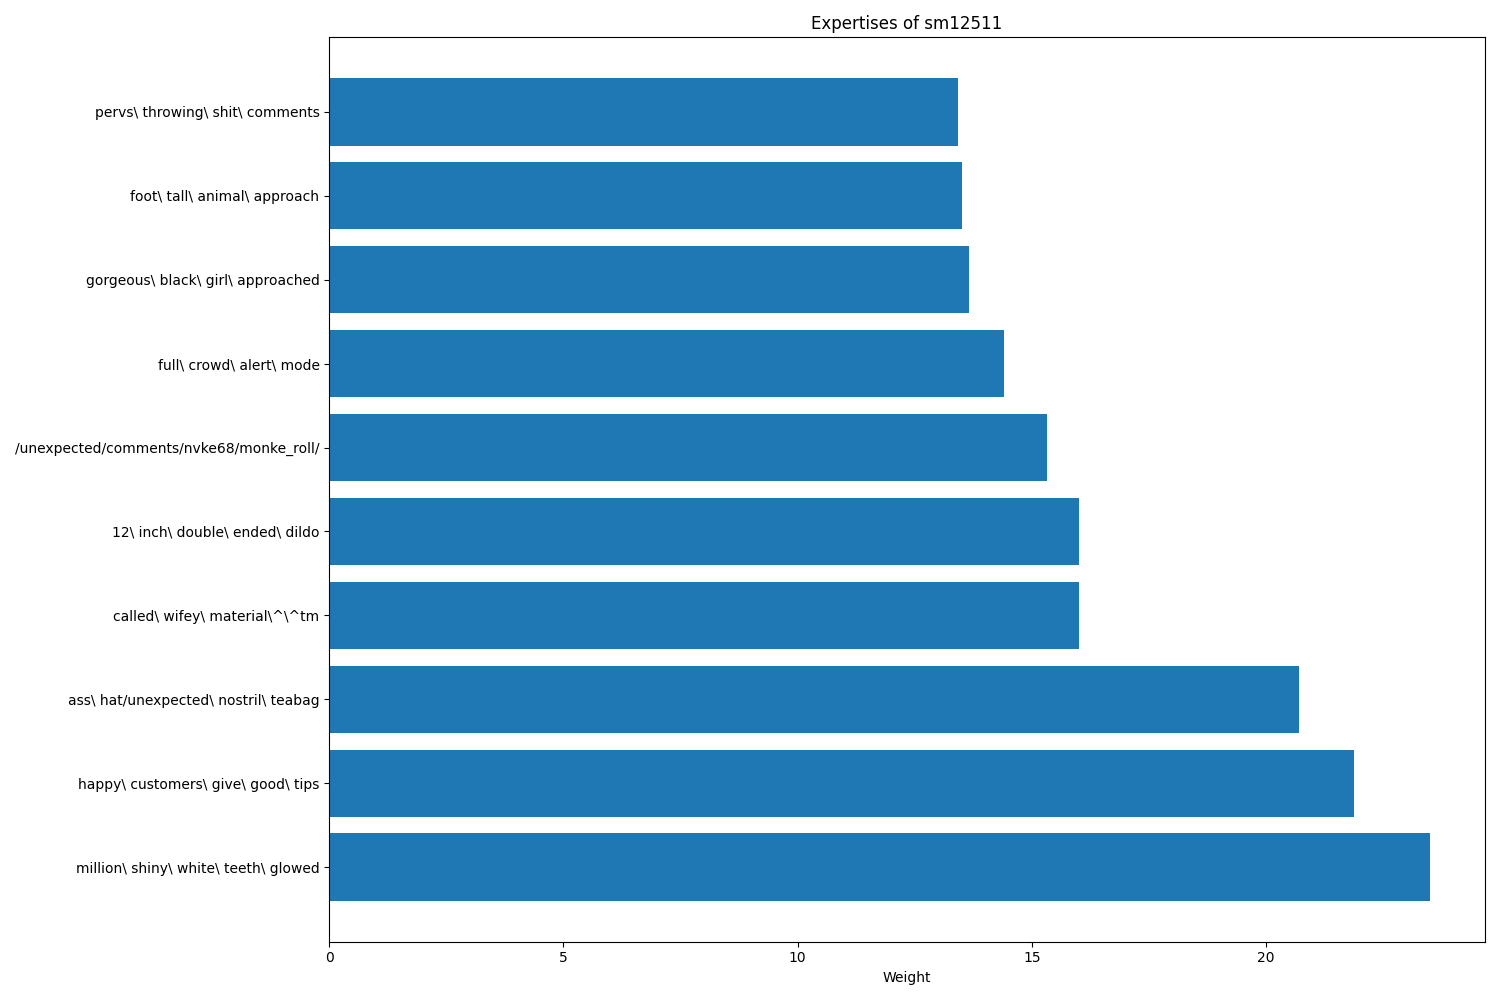 Expertises of sm12511
pervs\ throwing\ shit\ comments
foot\ tall\ animal\ approach
gorgeous\ black\ girl\ approached
full\ crowd\ alert\ mode
/unexpected/comments/nvke68/monke_roll/
12\ inch\ double\ ended\ dildo
called\ wifey\ material\^\^tm
ass\ hat/unexpected\ nostril\ teabag
happy\ customers\ give\ good\ tips
million\ shiny\ white\ teeth\ glowed
0 5 10 15 20
Weight